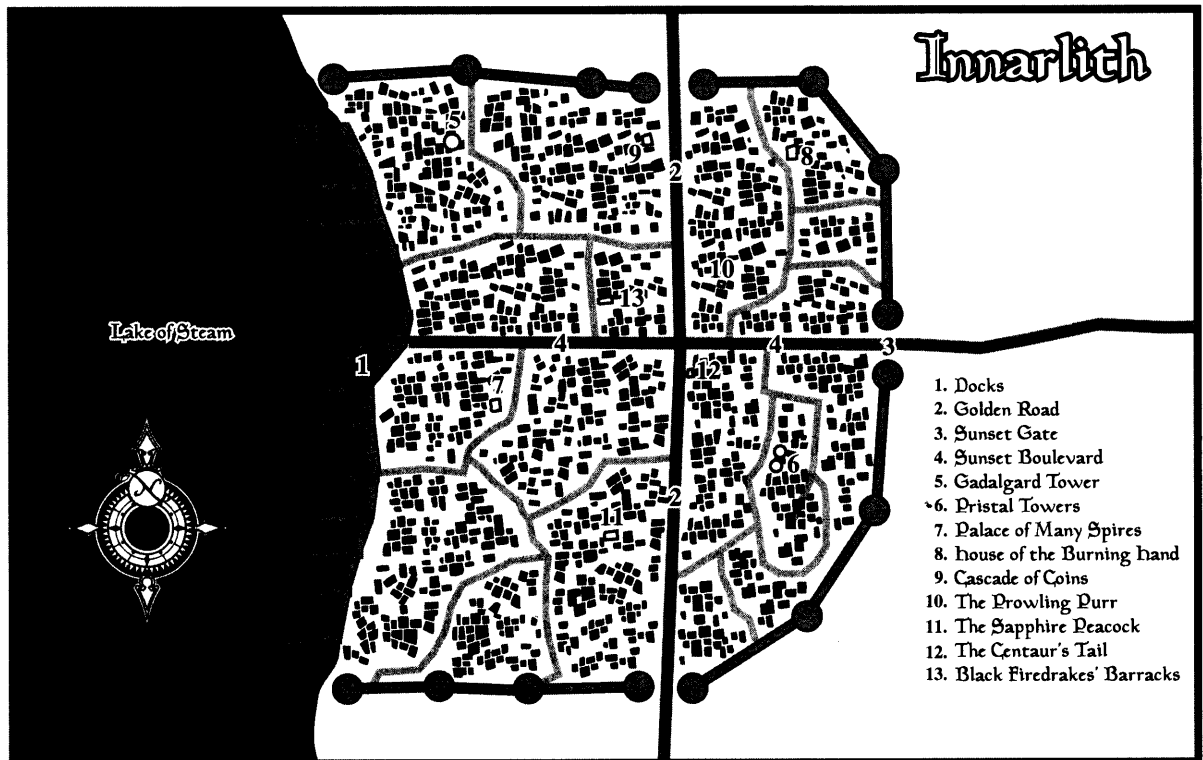 Innarlith
5
9
8
2
10
13
Lake of Steam
4
4
3
1
12
7
6
2
11
N
1. Docks
2. Golden Road
3. Sunset Gate
4. Sunset Boulevard
5. Gadalgard Tower
6. Pristal Towers
7. Palace of Many Spires
8. House of the Burning Hand
9. Cascade of Coins
10. The Prowling Purr
11. The Sapphire Peacock
12. The Centaur's Tail
13. Black Firedrakes' Barracks